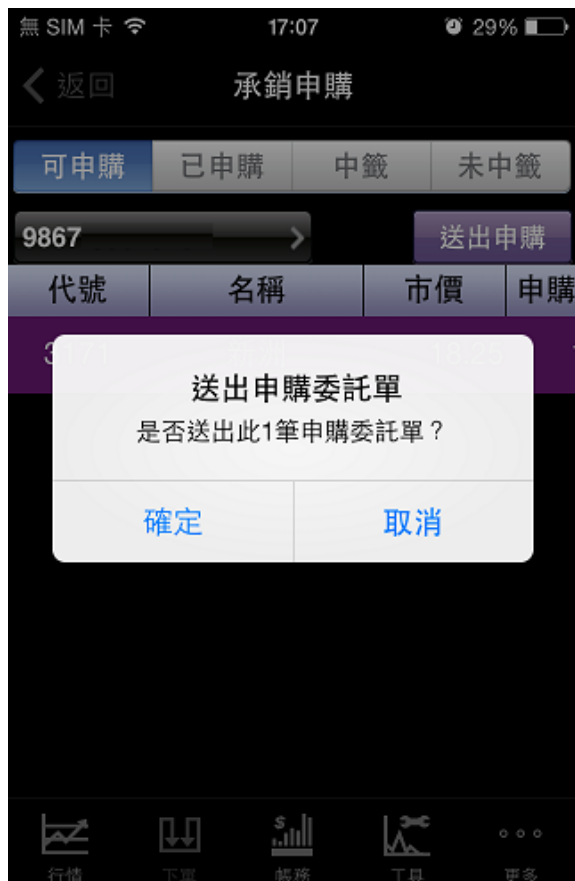 無 SIM 卡 17:07 29%
返回 承銷申購
可申購 已申購 中籤 未中籤
9867 送出申購
代號 名稱 市價 申購
送出申購委託單
是否送出此1筆申購委託單？
確定 取消
行情 下單 帳務 工具 更多